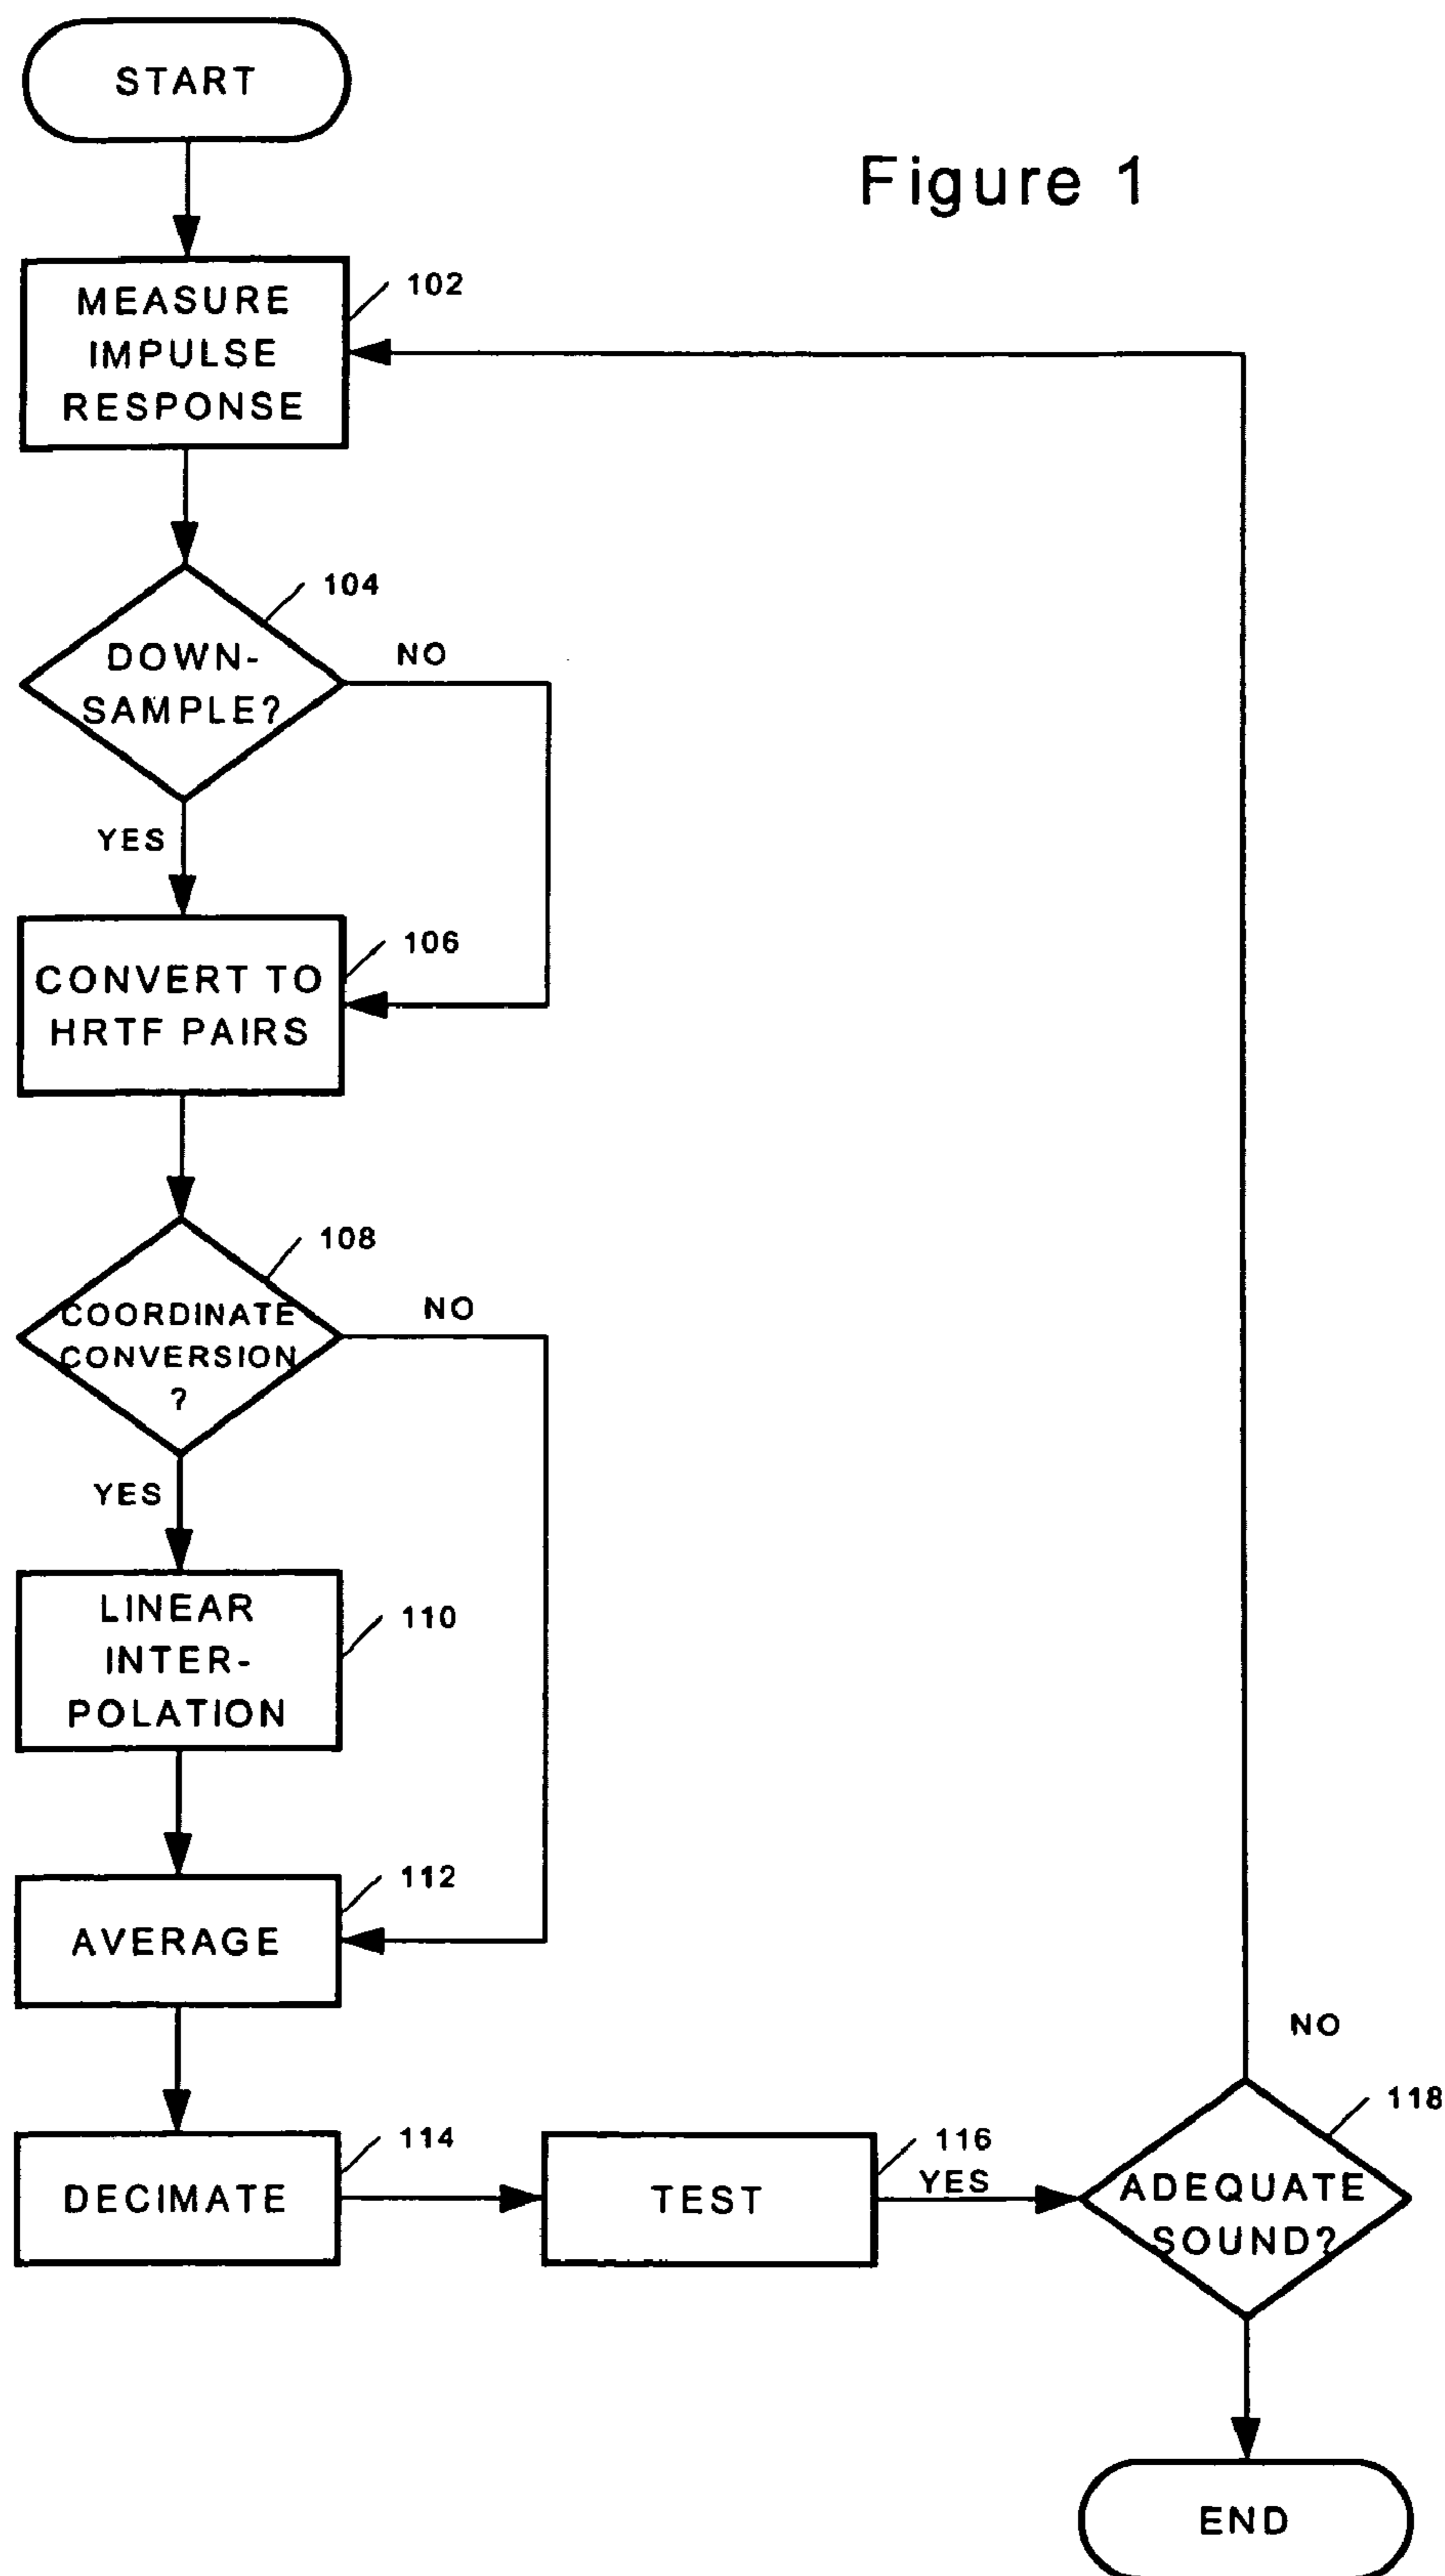 START
Figure 1
102
MEASURE
IMPULSE
RESPONSE
104
DOWN-
SAMPLE?
NO
YES
106
CONVERT TO
HRTF PAIRS
108
COORDINATE
CONVERSION
?
NO
YES
LINEAR
INTER-
POLATION
110
112
AVERAGE
NO
118
114
DECIMATE
116
TEST
YES
ADEQUATE
SOUND?
END